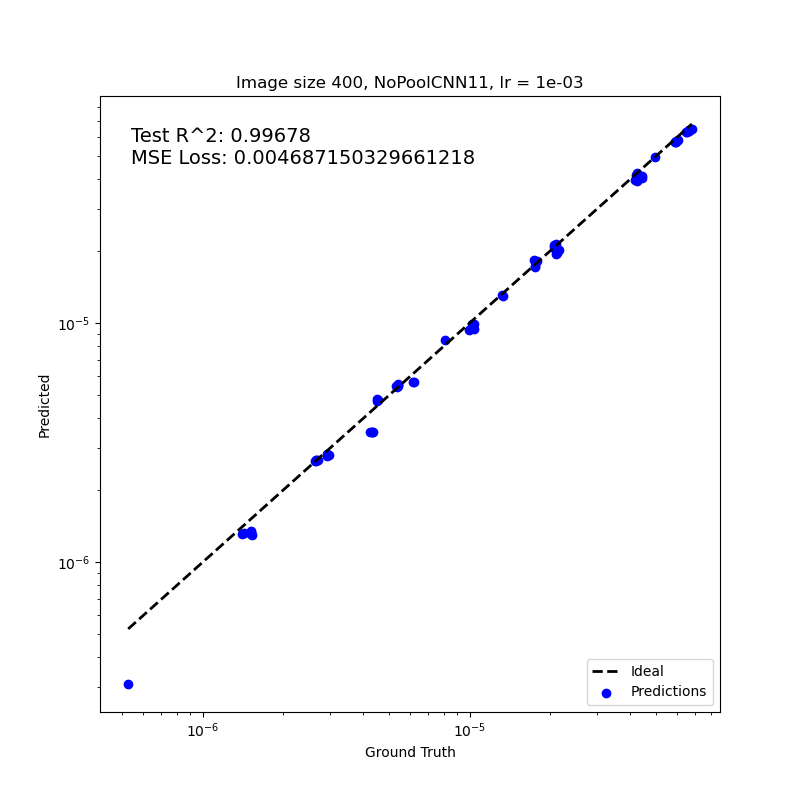 Image size 400, NoPoolCNN11, lr = 1e-03
Test R^2: 0.99678
MSE Loss: 0.004687150329661218
Predicted
10⁻⁵
10⁻⁶
Ideal
Predictions
10⁻⁶
10⁻⁵
Ground Truth